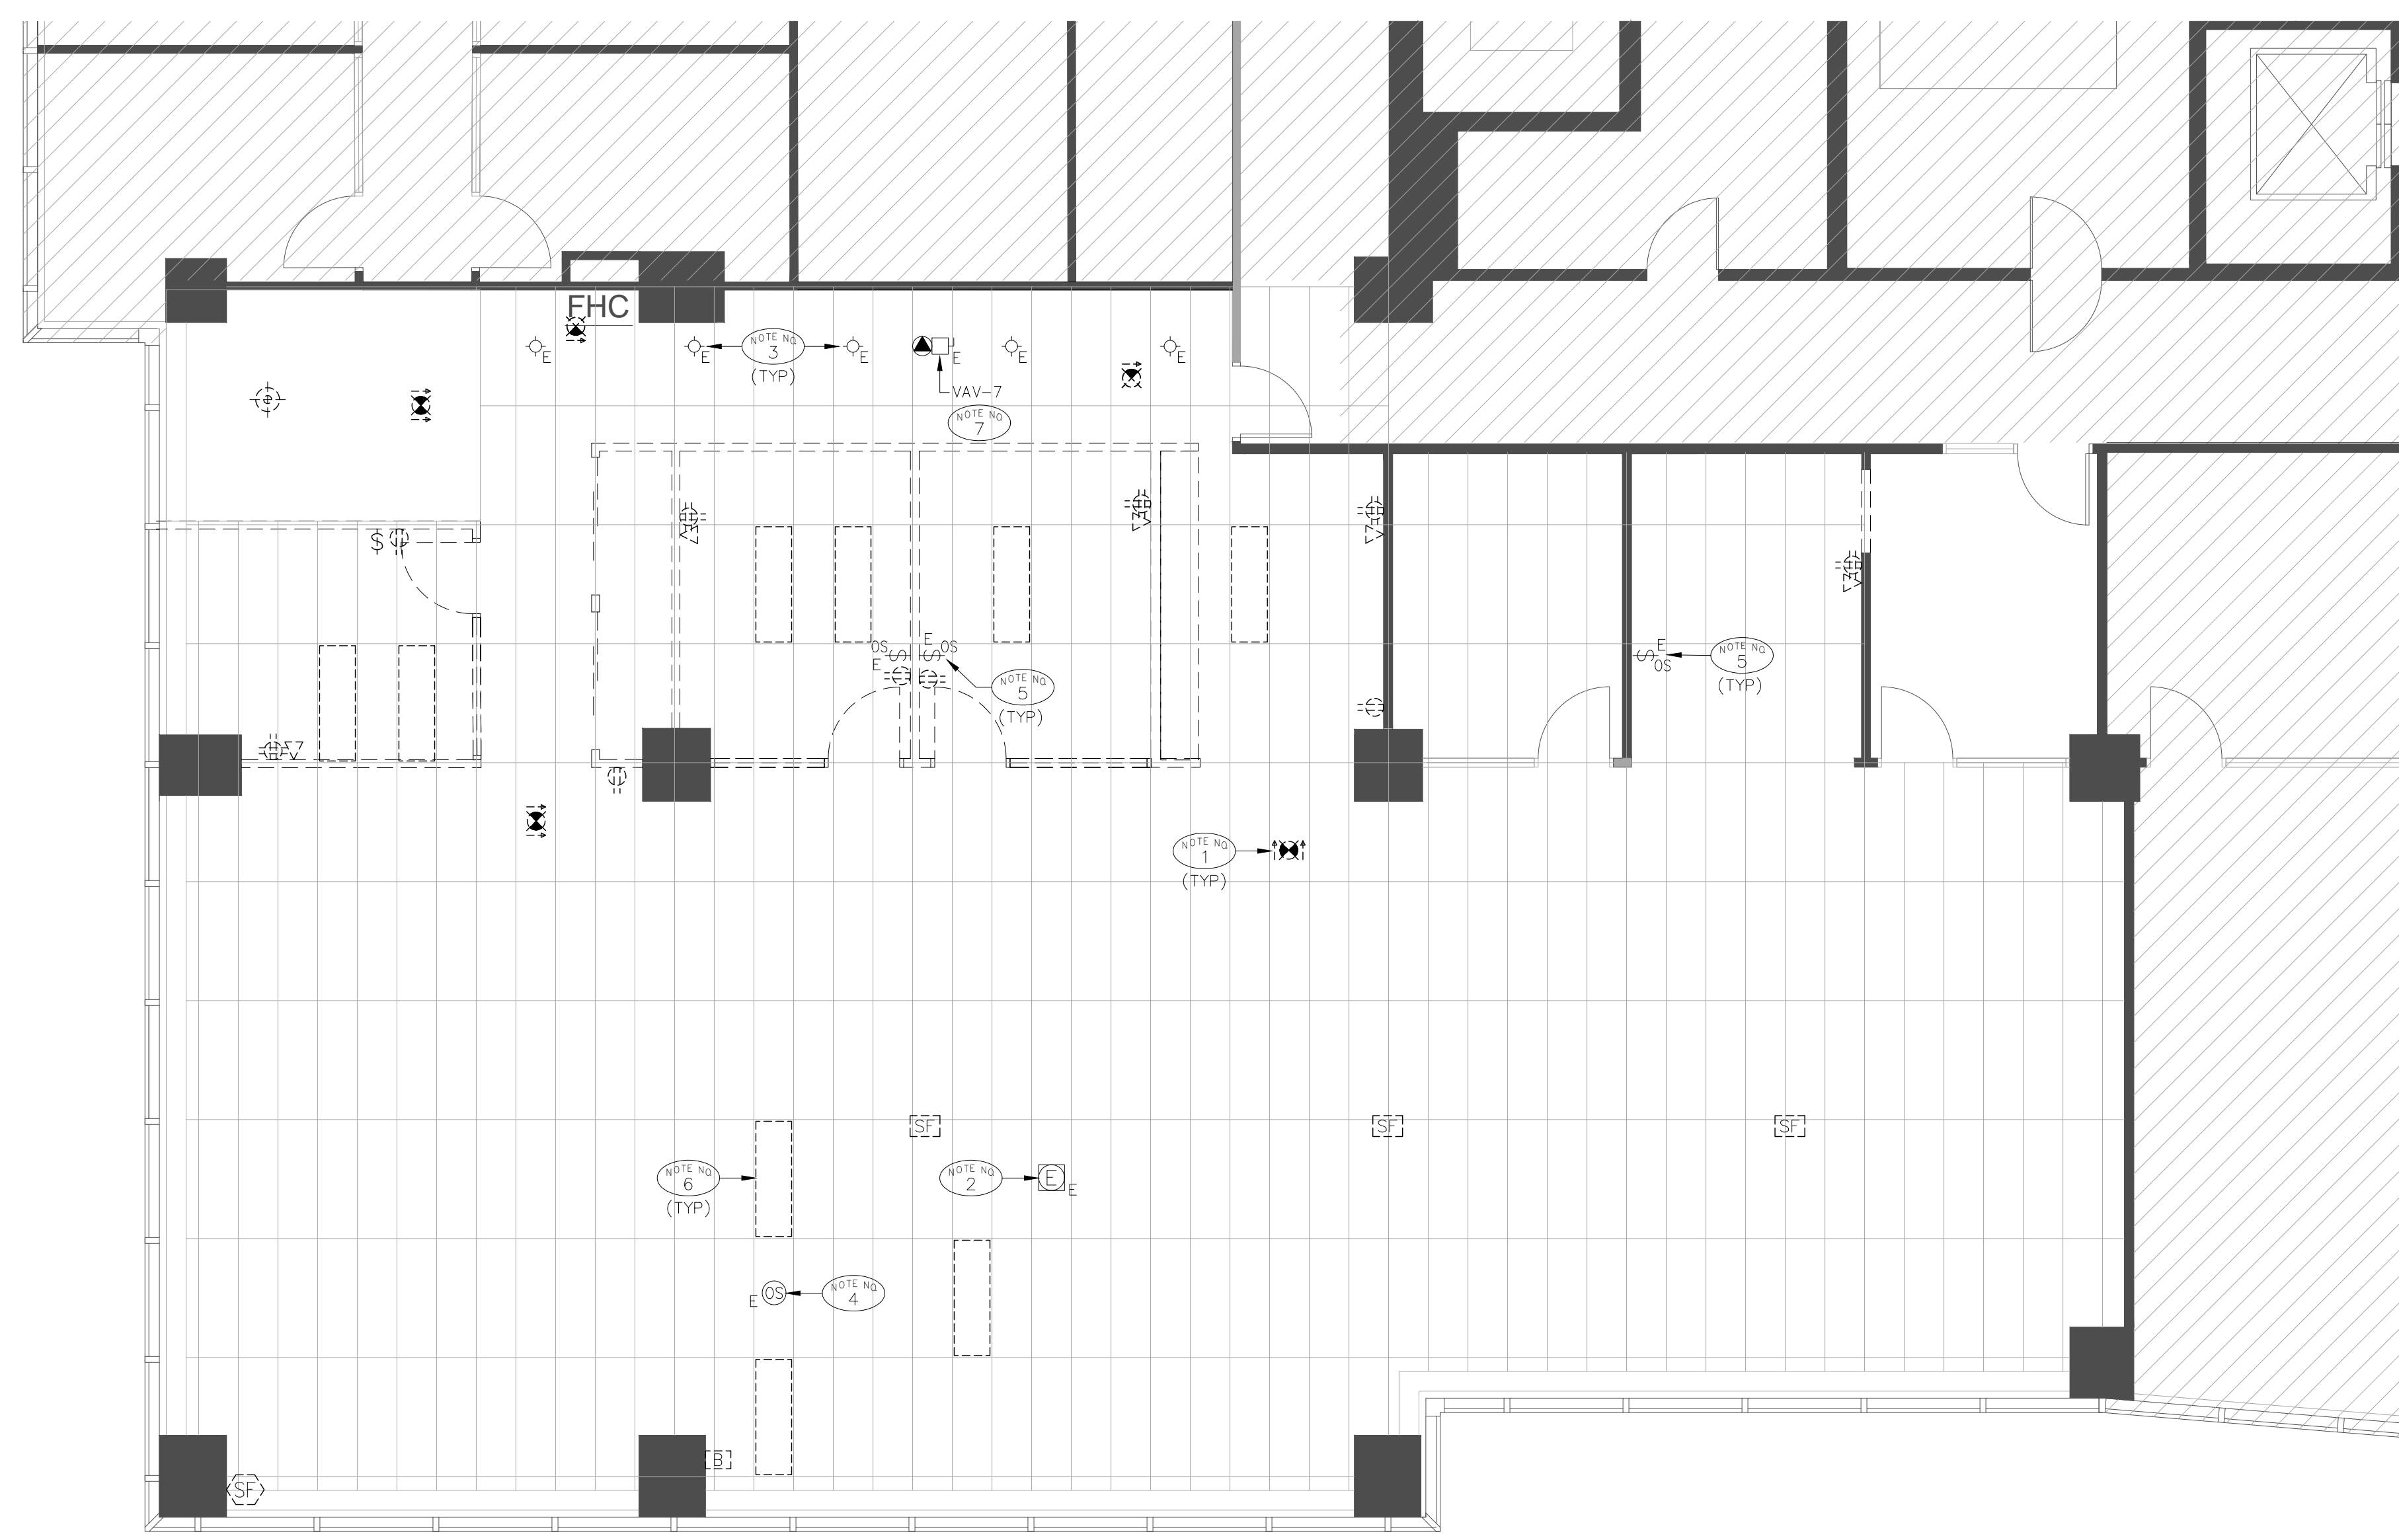 FHC
E
E
NOTE NO.
3
(TYP)
E
E
E
E
VAV-7
NOTE NO.
7
$
OS
E
E
OS
NOTE NO.
5
(TYP)
E
OS
NOTE NO.
5
(TYP)
NOTE NO.
1
(TYP)
SF
SF
SF
NOTE NO.
6
(TYP)
NOTE NO.
2
E
E
E
OS
NOTE NO.
4
B
SF